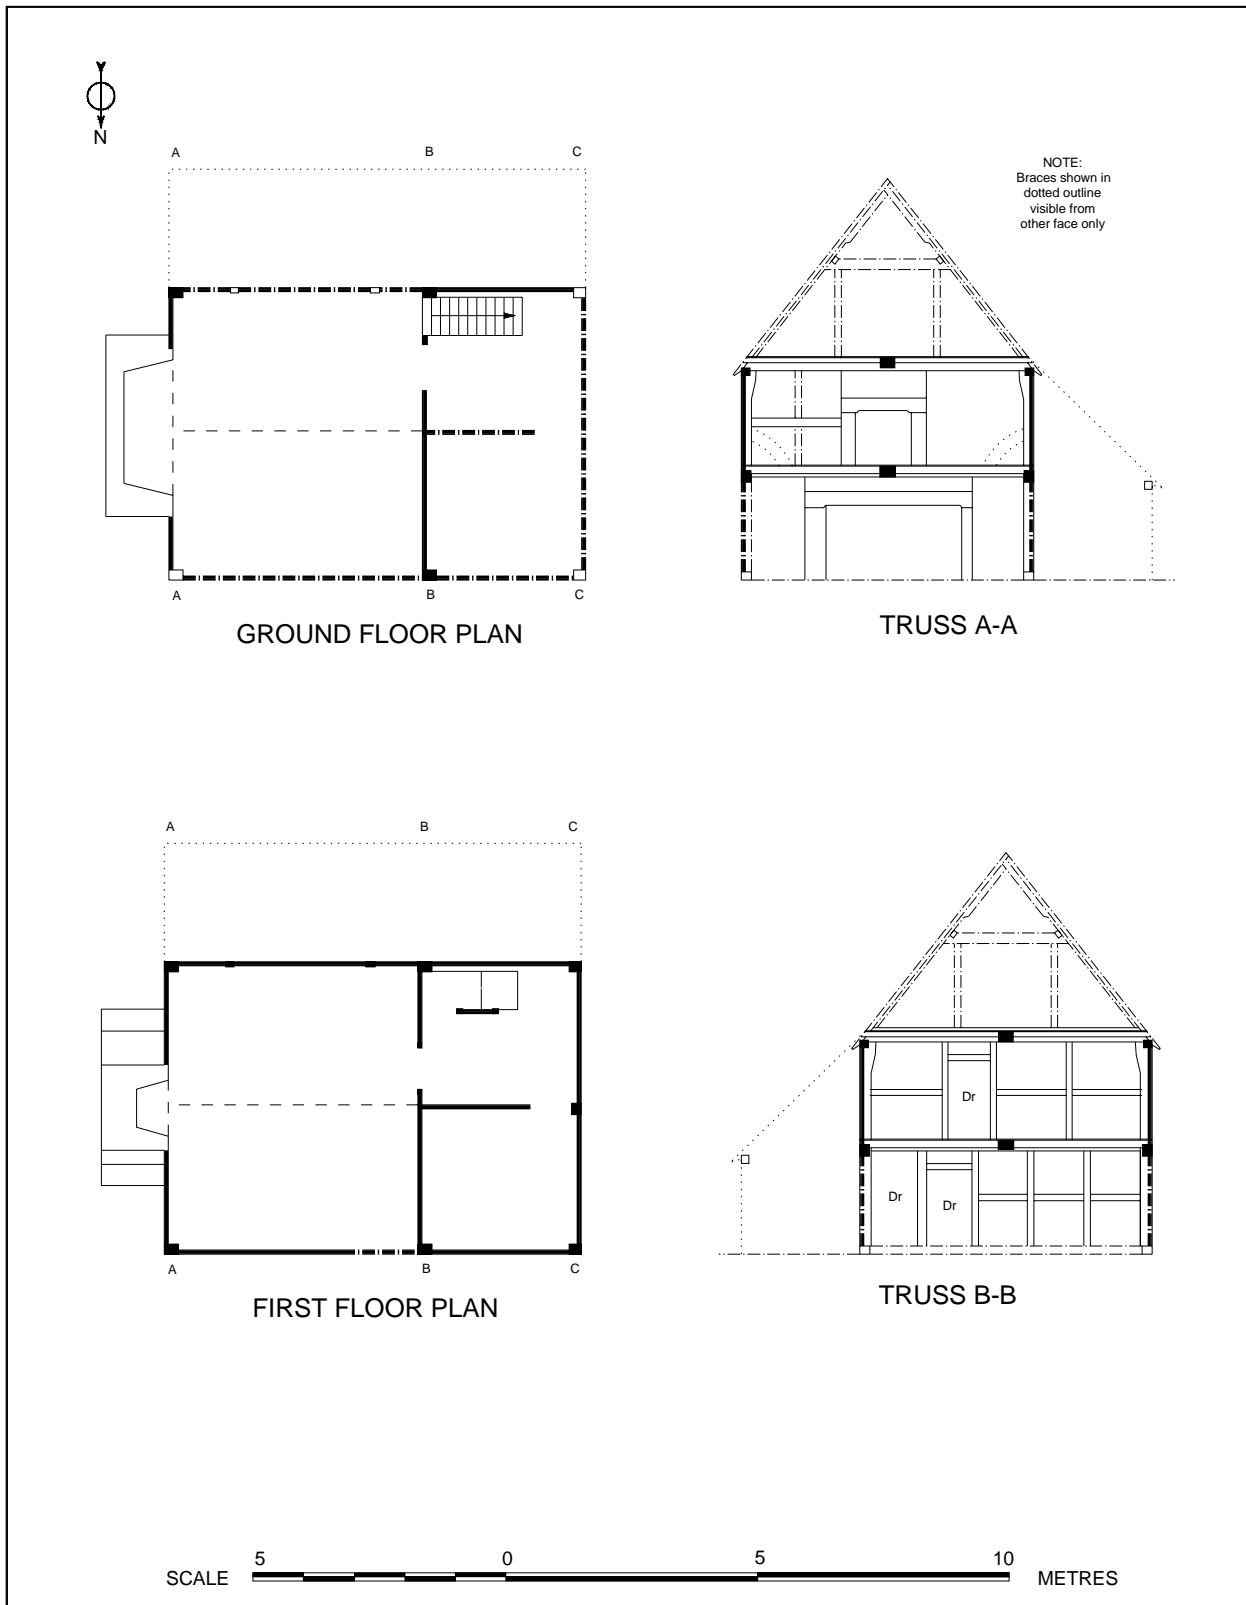 N
A B C
NOTE:
Braces shown in
dotted outline
visible from
other face only
A B C
GROUND FLOOR PLAN
TRUSS A-A
A B C
Dr
Dr
Dr
A B C
FIRST FLOOR PLAN
TRUSS B-B
5 0 5 10
SCALE METRES